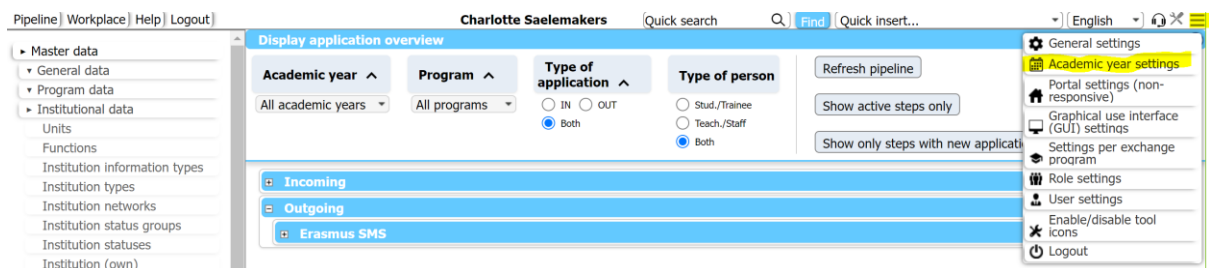 Pipeline Workplace Help Logout Charlotte Saelemakers Quick search Find Quick insert... English
Master data
General data
Program data
Institutional data
Units
Functions
Institution information types
Institution types
Institution networks
Institution status groups
Institution statuses
Institution (own)
Display application overview
Academic year
All academic years
Program
All programs
Type of
application
IN OUT
Both
Type of person
Stud./Trainee
Teach./Staff
Both
Refresh pipeline
Show active steps only
Show only steps with new applicati
Incoming
Outgoing
Erasmus SMS
General settings
Academic year settings
Portal settings (non-
responsive)
Graphical use interface
(GUI) settings
Settings per exchange
program
Role settings
User settings
Enable/disable tool
icons
Logout